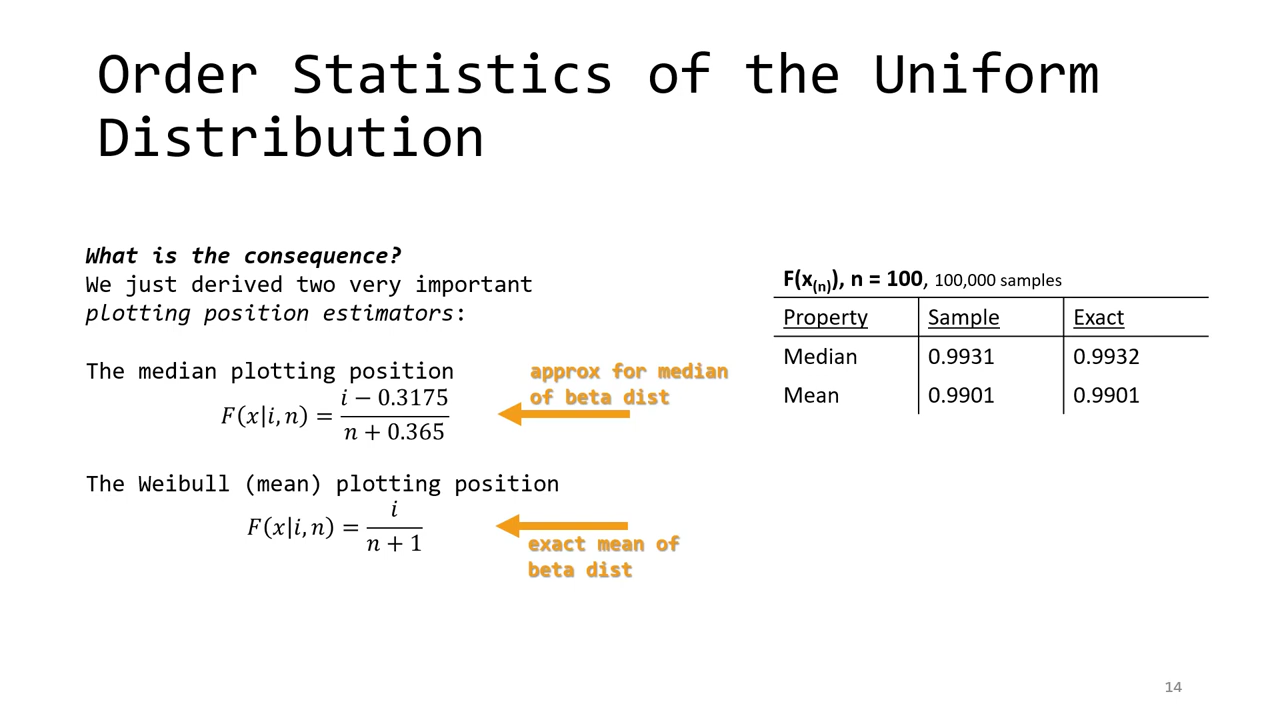 Order Statistics of the Uniform
Distribution
What is the consequence?
We just derived two very important
plotting position estimators:
The median plotting position
F(x|i, n) = (i − 0.3175)/(n + 0.365)
approx for median
of beta dist
The Weibull (mean) plotting position
F(x|i, n) = i/(n + 1)
exact mean of
beta dist
F(x(n)), n = 100, 100,000 samples
Property Sample Exact
Median 0.9931 0.9932
Mean 0.9901 0.9901
14